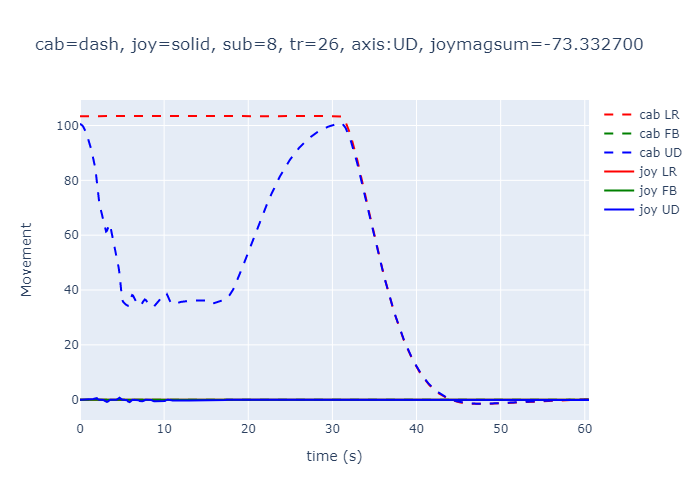 cab=dash, joy=solid, sub=8, tr=26, axis:UD, joymagsum=-73.332700
100
80
60
40
20
0
Movement
0
10
20
30
40
50
60
time (s)
cab LR
cab FB
cab UD
joy LR
joy FB
joy UD